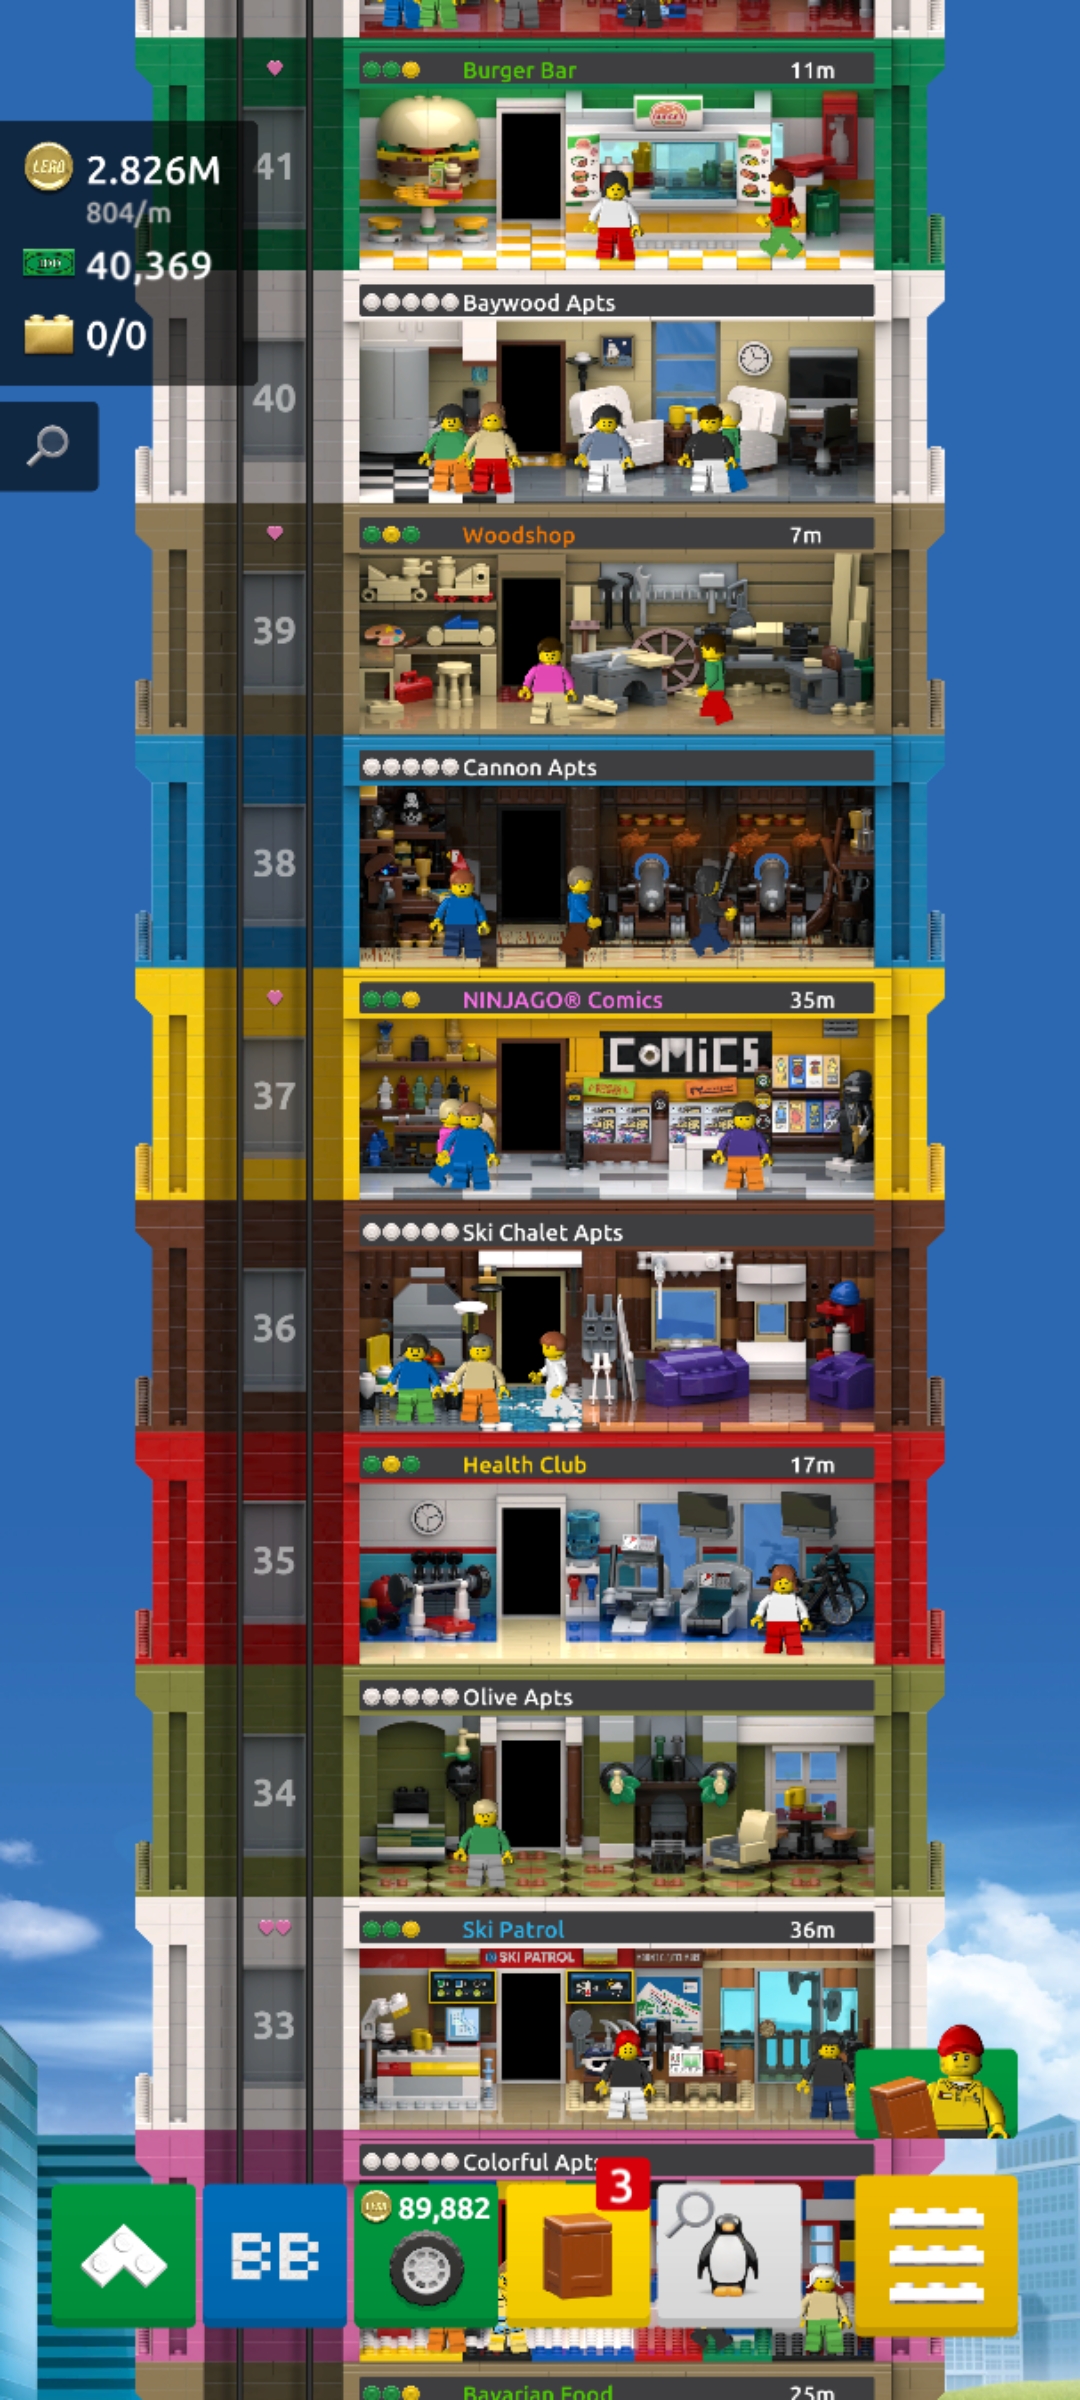 Burger Bar 11m
LEGO 2.826M
41
804/m
40,369
0/0
Baywood Apts
40
Woodshop 7m
39
Cannon Apts
38
NINJAGO® Comics 35m
COMiCS
37
Ski Chalet Apts
36
Health Club 17m
35
Olive Apts
34
Ski Patrol 36m
SKI PATROL
33
Colorful Apts
3
89,882
BB
Bavarian Food 25m